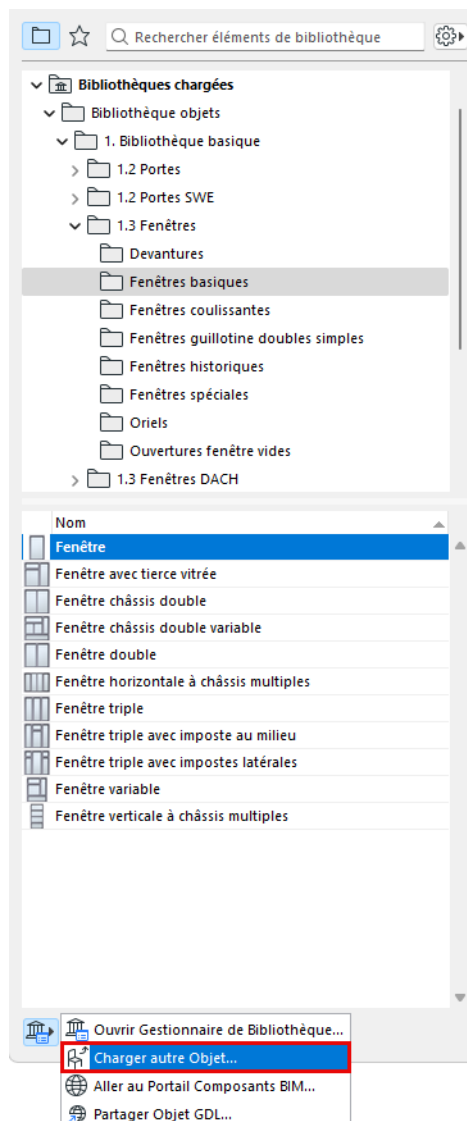 Rechercher éléments de bibliothèque
Bibliothèques chargées
Bibliothèque objets
1. Bibliothèque basique
1.2 Portes
1.2 Portes SWE
1.3 Fenêtres
Devantures
Fenêtres basiques
Fenêtres coulissantes
Fenêtres guillotine doubles simples
Fenêtres historiques
Fenêtres spéciales
Oriels
Ouvertures fenêtre vides
1.3 Fenêtres DACH
Nom
Fenêtre
Fenêtre avec tierce vitrée
Fenêtre châssis double
Fenêtre châssis double variable
Fenêtre double
Fenêtre horizontale à châssis multiples
Fenêtre triple
Fenêtre triple avec imposte au milieu
Fenêtre triple avec impostes latérales
Fenêtre variable
Fenêtre verticale à châssis multiples
Ouvrir Gestionnaire de Bibliothèque...
Charger autre Objet...
Aller au Portail Composants BIM...
Partager Objet GDL...